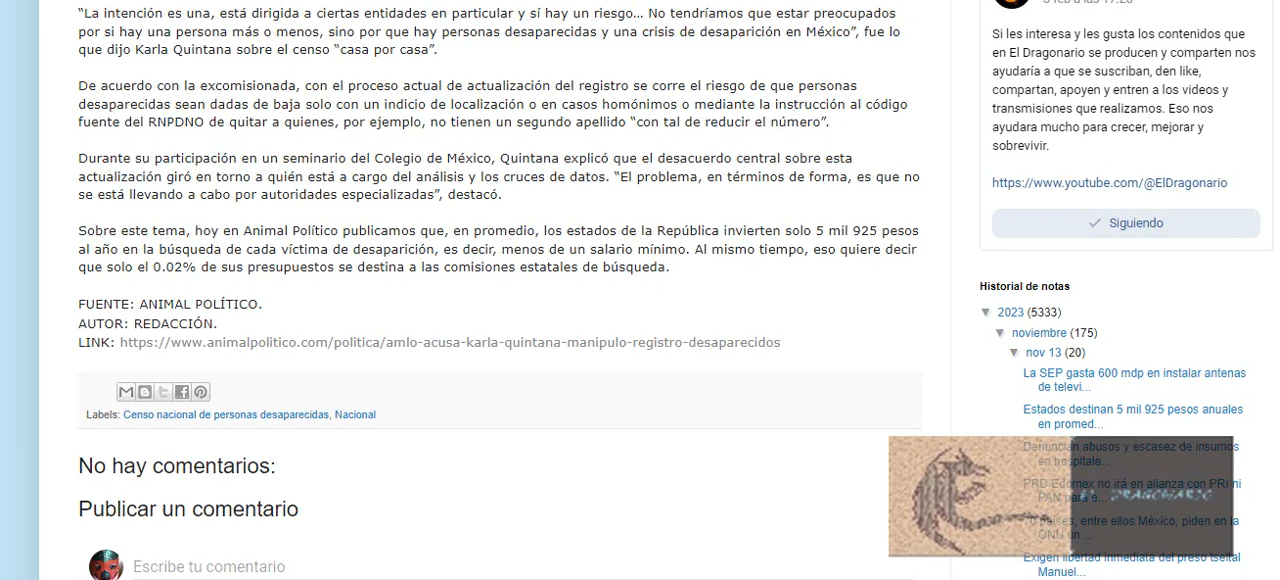 “La intención es una, está dirigida a ciertas entidades en particular y sí hay un riesgo... No tendríamos que estar preocupados
por si hay una persona más o menos, sino por que hay personas desaparecidas y una crisis de desaparición en México”, fue lo
que dijo Karla Quintana sobre el censo “casa por casa”.
De acuerdo con la excomisionada, con el proceso actual de actualización del registro se corre el riesgo de que personas
desaparecidas sean dadas de baja solo con un indicio de localización o en casos homónimos o mediante la instrucción al código
fuente del RNPDNO de quitar a quienes, por ejemplo, no tienen un segundo apellido “con tal de reducir el número”.
Durante su participación en un seminario del Colegio de México, Quintana explicó que el desacuerdo central sobre esta
actualización giró en torno a quién está a cargo del análisis y los cruces de datos. “El problema, en términos de forma, es que no
se está llevando a cabo por autoridades especializadas”, destacó.
Sobre este tema, hoy en Animal Político publicamos que, en promedio, los estados de la República invierten solo 5 mil 925 pesos
al año en la búsqueda de cada víctima de desaparición, es decir, menos de un salario mínimo. Al mismo tiempo, eso quiere decir
que solo el 0.02% de sus presupuestos se destina a las comisiones estatales de búsqueda.
FUENTE: ANIMAL POLÍTICO.
AUTOR: REDACCIÓN.
LINK: https://www.animalpolitico.com/politica/amlo-acusa-karla-quintana-manipulo-registro-desaparecidos
Labels: Censo nacional de personas desaparecidas, Nacional
No hay comentarios:
Publicar un comentario
Escribe tu comentario
Si les interesa y les gusta los contenidos que
en El Dragonario se producen y comparten nos
ayudaría a que se suscriban, den like,
compartan, apoyen y entren a los videos y
transmisiones que realizamos. Eso nos
ayudara mucho para crecer, mejorar y
sobrevivir.
https://www.youtube.com/@ElDragonario
Siguiendo
Historial de notas
2023 (5333)
noviembre (175)
nov 13 (20)
La SEP gasta 600 mdp en instalar antenas
de televi...
Estados destinan 5 mil 925 pesos anuales
en promed...
Denuncian abusos y escasez de insumos
en hospitale...
PRD Edomex no irá en alianza con PRI ni
PAN para e...
EL DRAGONARIO
70 países, entre ellos México, piden en la
ONU un ...
Exigen libertad inmediata del preso tseltal
Manuel...